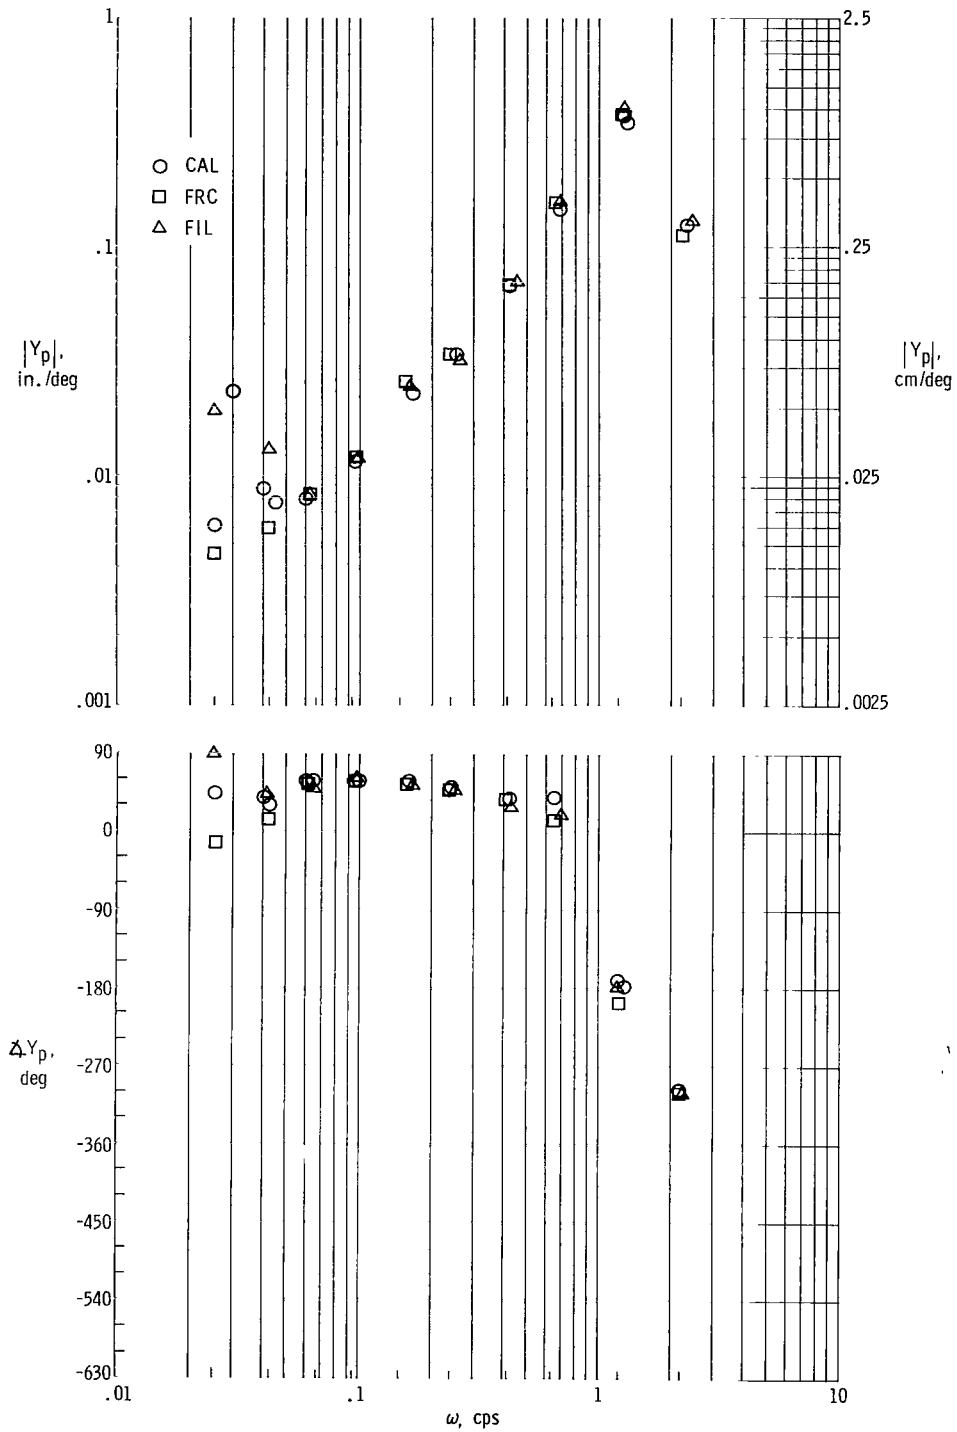 1
2.5
CAL
FRC
FIL
.1
.25
|Yp|,
in./deg
|Yp|,
cm/deg
.01
.025
.001
.0025
90
0
-90
-180
∡Yp,
deg
-270
-360
-450
-540
-630
.01
.1
1
10
ω, cps